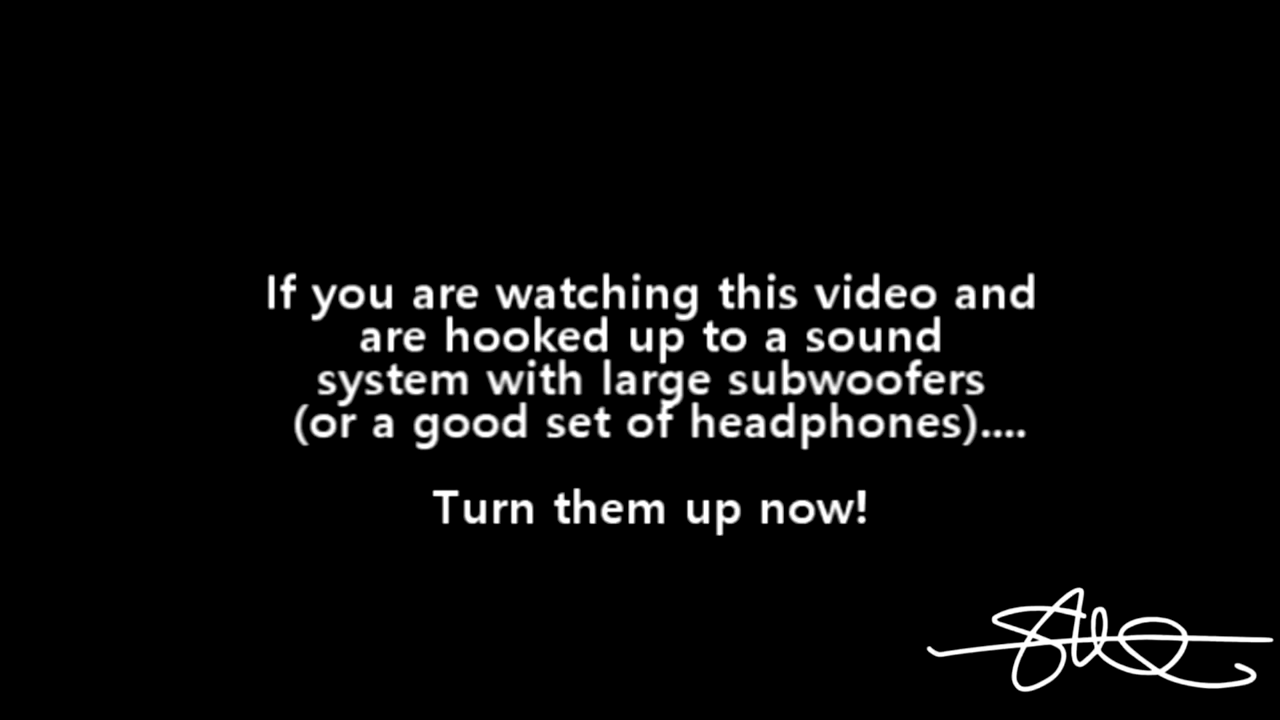 If you are watching this video and
are hooked up to a sound
system with large subwoofers
(or a good set of headphones)....
Turn them up now!